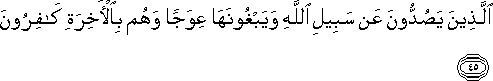 ٱلَّذِينَ يَصُدُّونَ عَن سَبِيلِ ٱللَّهِ وَيَبْغُونَهَا عِوَجًا وَهُم بِٱلْءَاخِرَةِ كَـٰفِرُونَ
٤٥